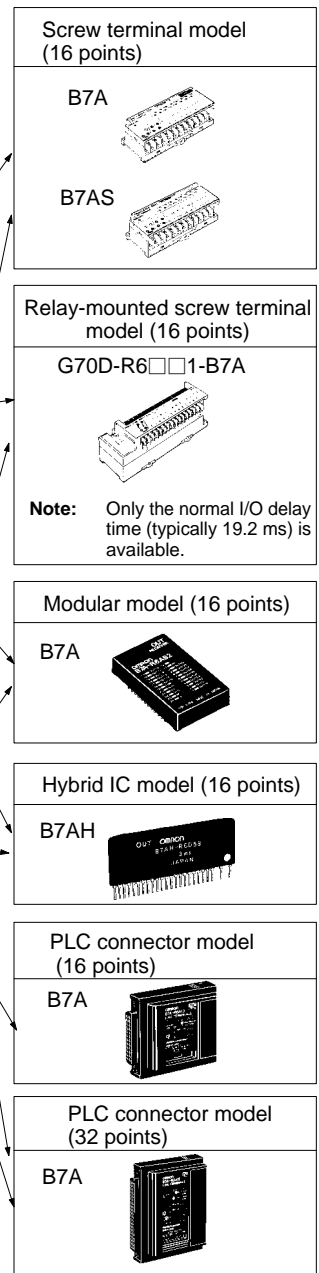 Screw terminal model
(16 points)
B7A
B7AS
Relay-mounted screw terminal
model (16 points)
G70D-R6□□1-B7A
Note: Only the normal I/O delay
time (typically 19.2 ms) is
available.
Modular model (16 points)
B7A
OUT
OMRON
Hybrid IC model (16 points)
B7AH
OUT OMRON
JAPAN
PLC connector model
(16 points)
B7A
PLC connector model
(32 points)
B7A